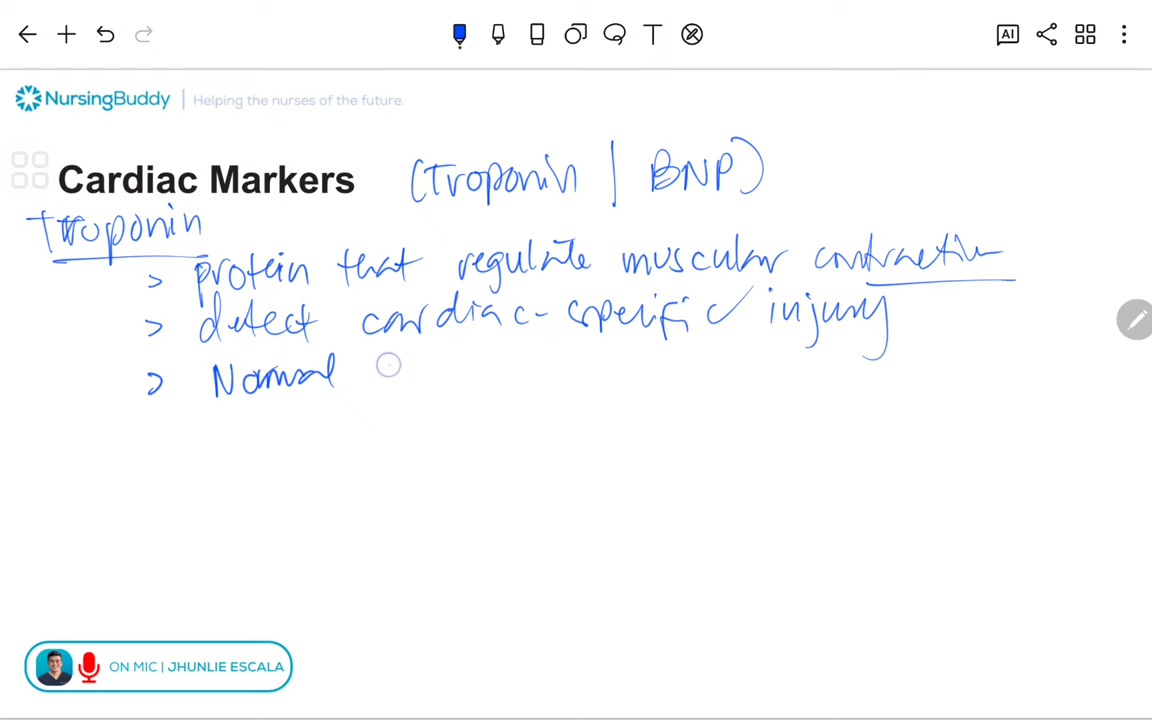 AI
NursingBuddy | Helping the nurses of the future.
Cardiac Markers (Troponin | BNP)
Troponin
> protein that regulate muscular contraction
> detect cardiac-specific injury
> Normal
ON MIC | JHUNLIE ESCALA